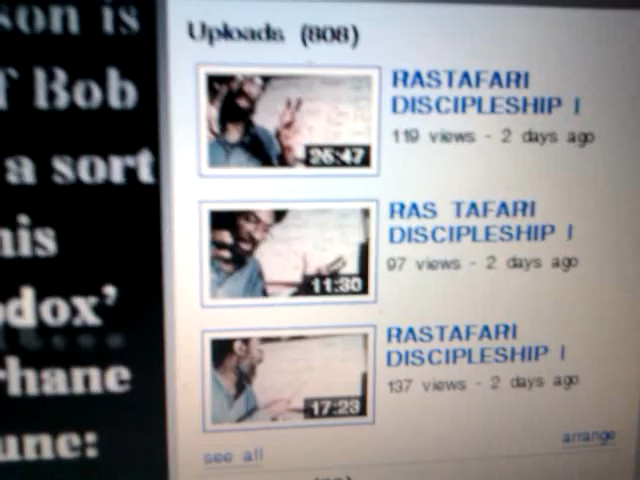 son is
f Bob
a sort
his
odox'
rhane
une:
Uploads (808)
26:47
RASTAFARI
DISCIPLESHIP I
119 views - 2 days ago
11:30
RAS TAFARI
DISCIPLESHIP I
97 views - 2 days ago
17:23
RASTAFARI
DISCIPLESHIP I
137 views - 2 days ago
see all
arrange